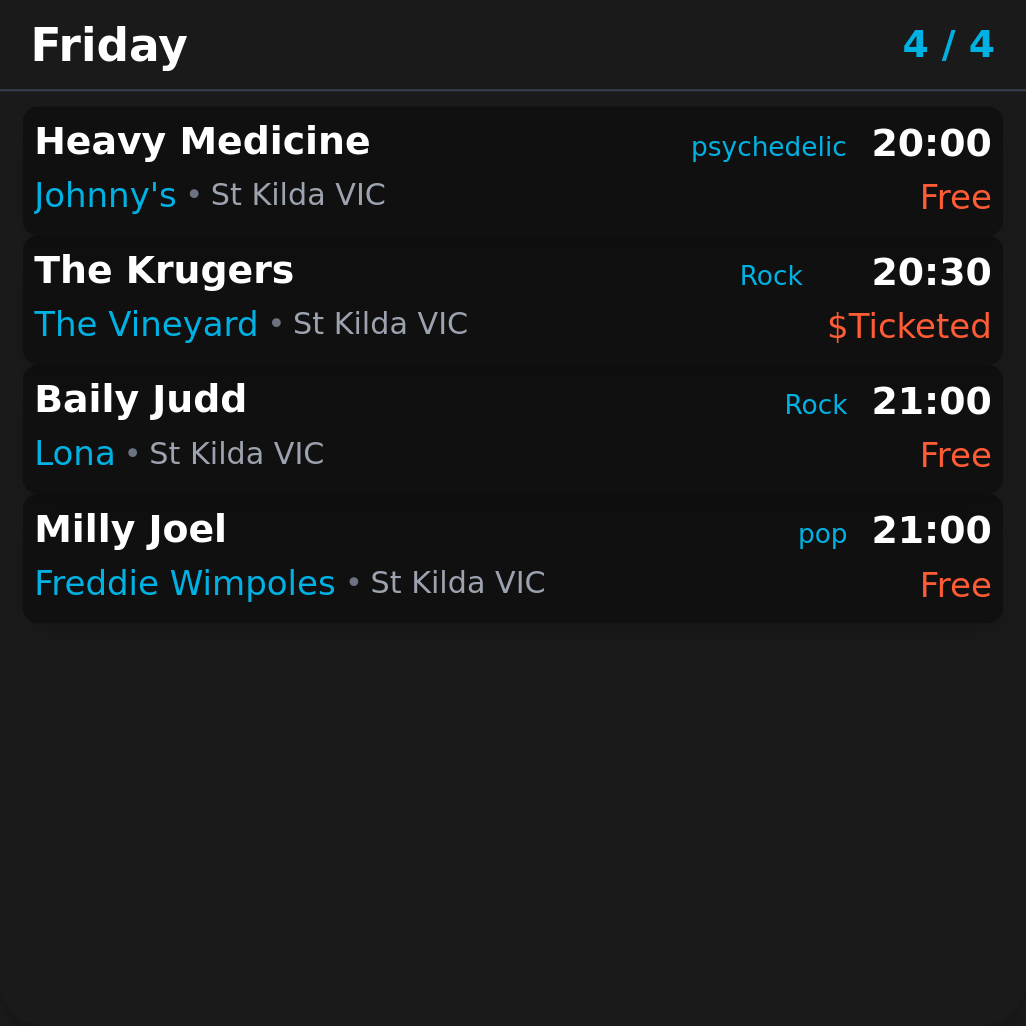 Friday 4 / 4
Heavy Medicine psychedelic 20:00
Johnny's • St Kilda VIC Free
The Krugers Rock 20:30
The Vineyard • St Kilda VIC $Ticketed
Baily Judd Rock 21:00
Lona • St Kilda VIC Free
Milly Joel pop 21:00
Freddie Wimpoles • St Kilda VIC Free